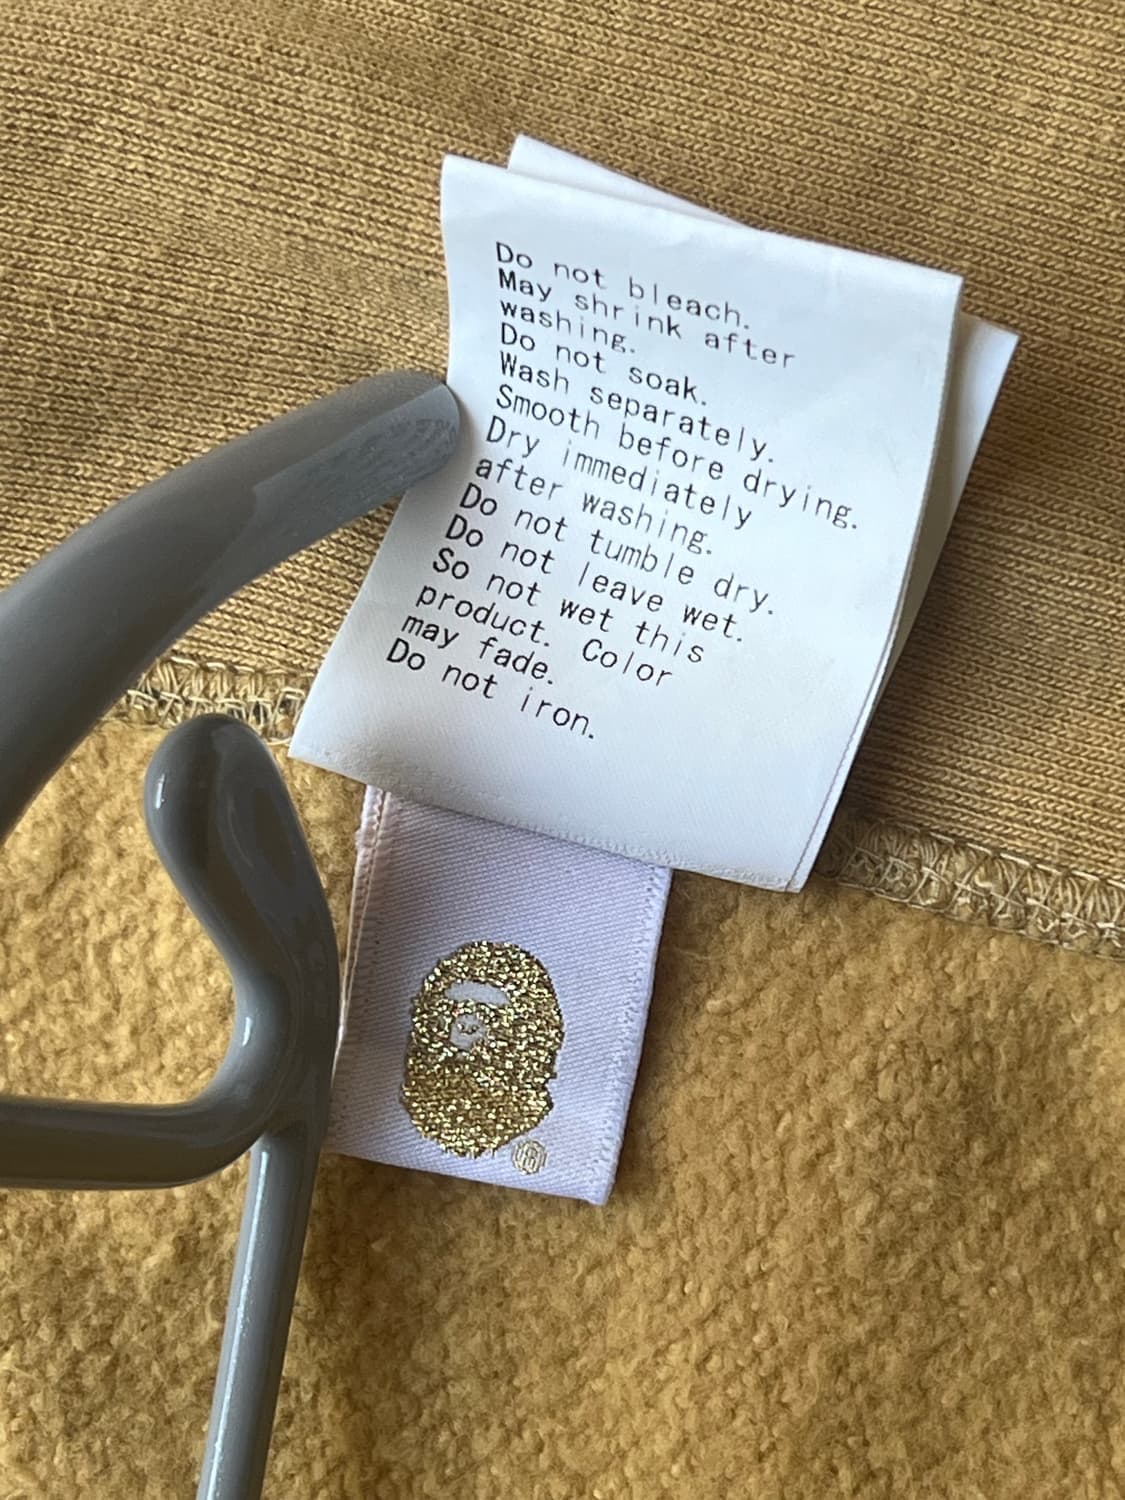 Do not bleach.
May shrink after
washing.
Do not soak.
Wash separately.
Smooth before drying.
Dry immediately
after washing.
Do not tumble dry.
Do not leave wet.
So not wet this
product. Color
may fade.
Do not iron.